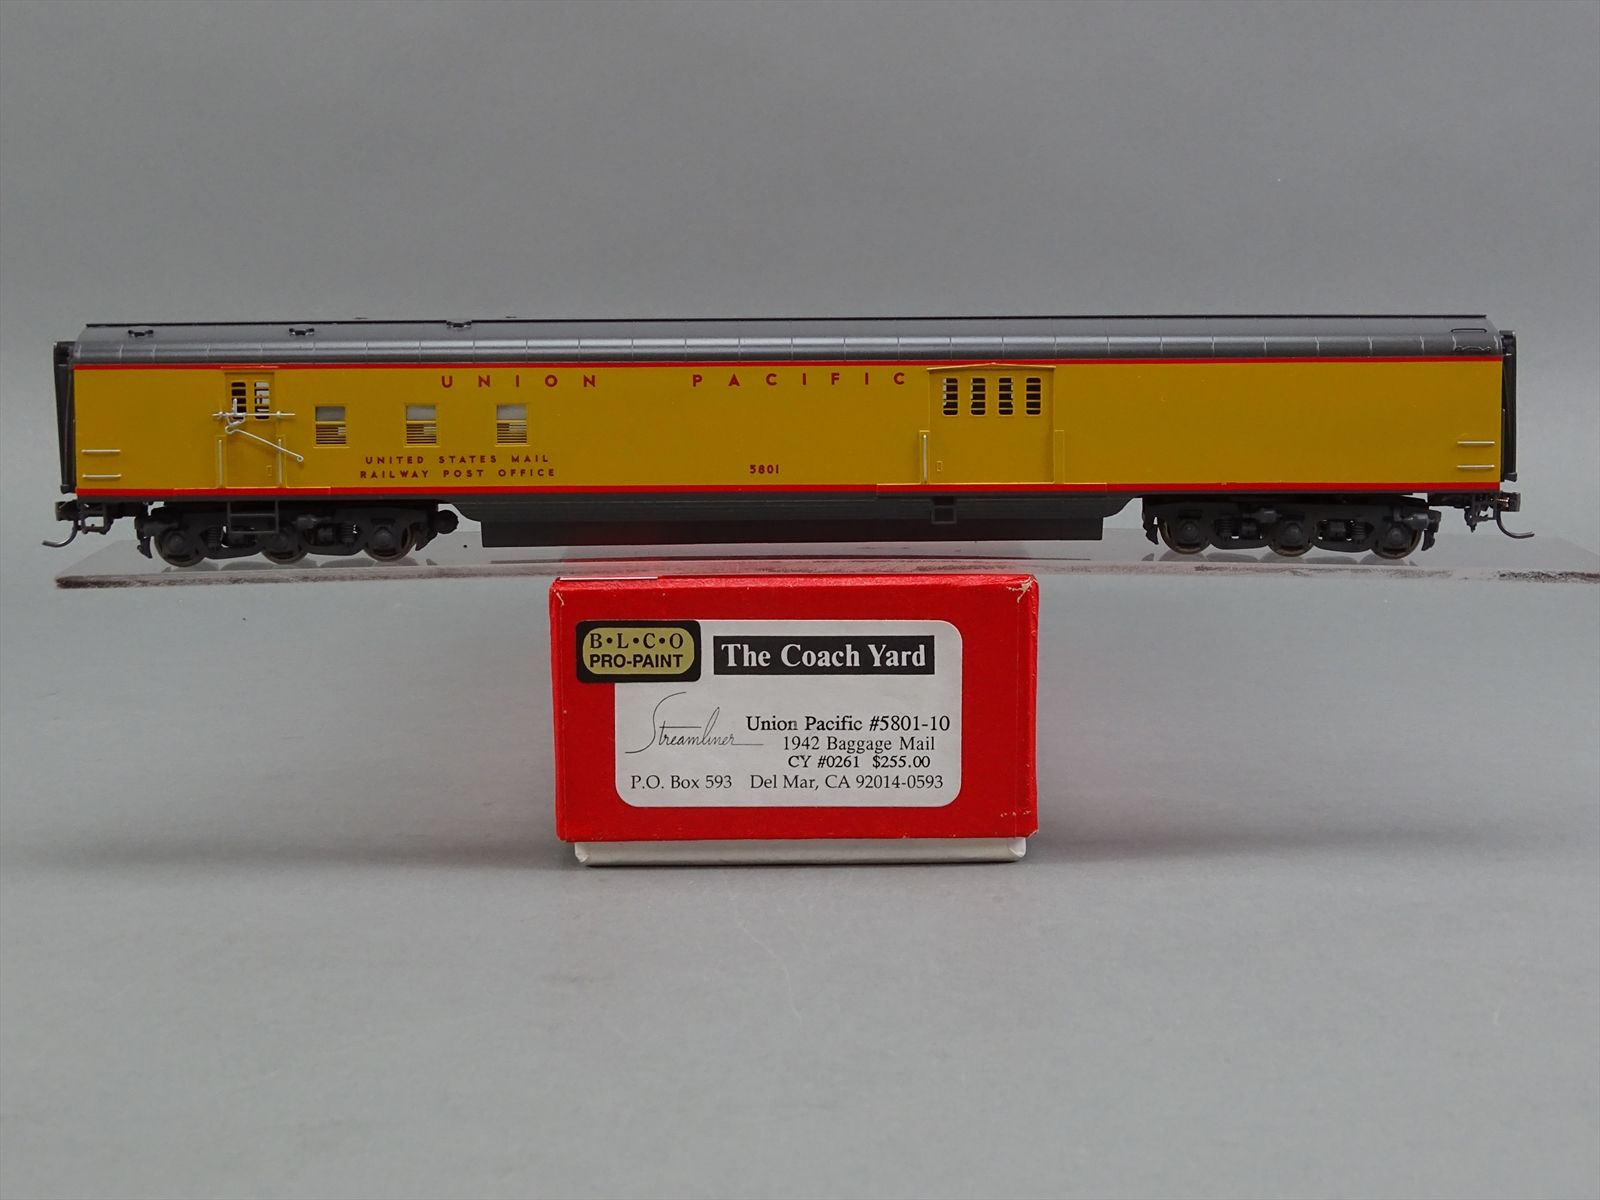 UNION PACIFIC
UNITED STATES MAIL
RAILWAY POST OFFICE
5801
B•L•C•O
PRO-PAINT
The Coach Yard
Streamliner
Union Pacific #5801-10
1942 Baggage Mail
CY #0261 $255.00
P.O. Box 593 Del Mar, CA 92014-0593